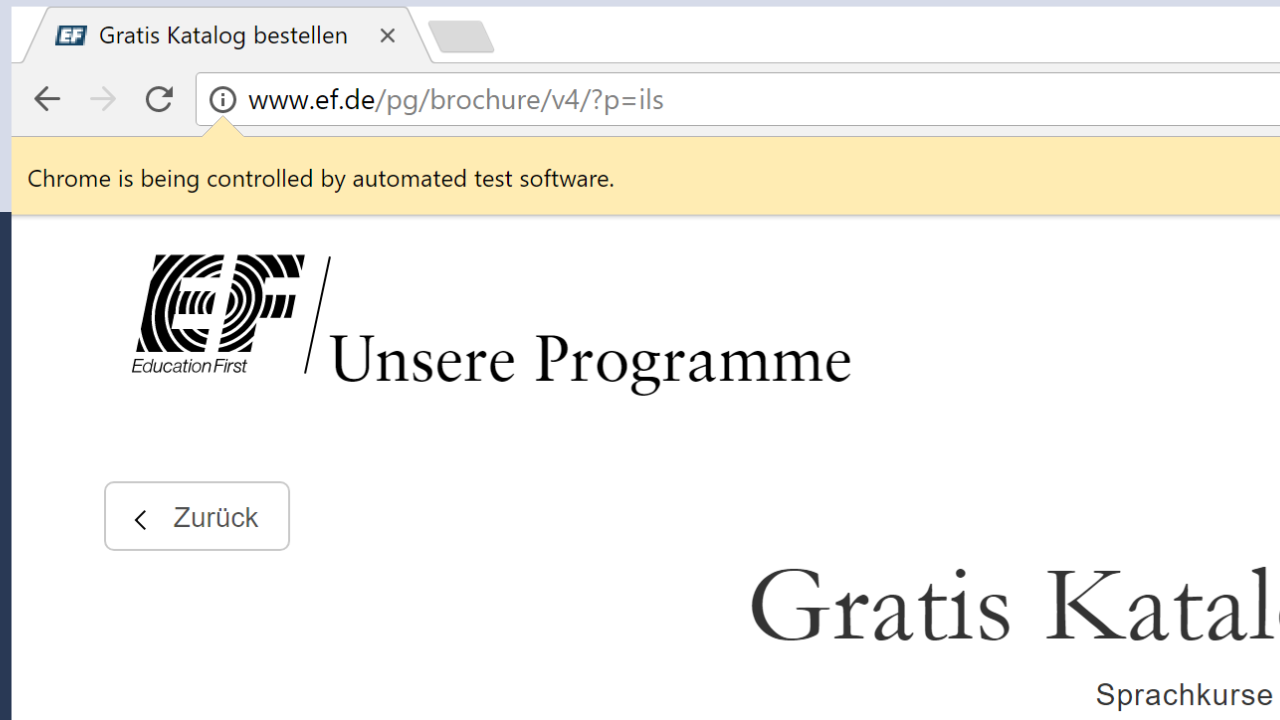 EF Gratis Katalog bestellen
www.ef.de/pg/brochure/v4/?p=ils
Chrome is being controlled by automated test software.
EF
Education First
Unsere Programme
Zurück
Gratis Katal
Sprachkurse